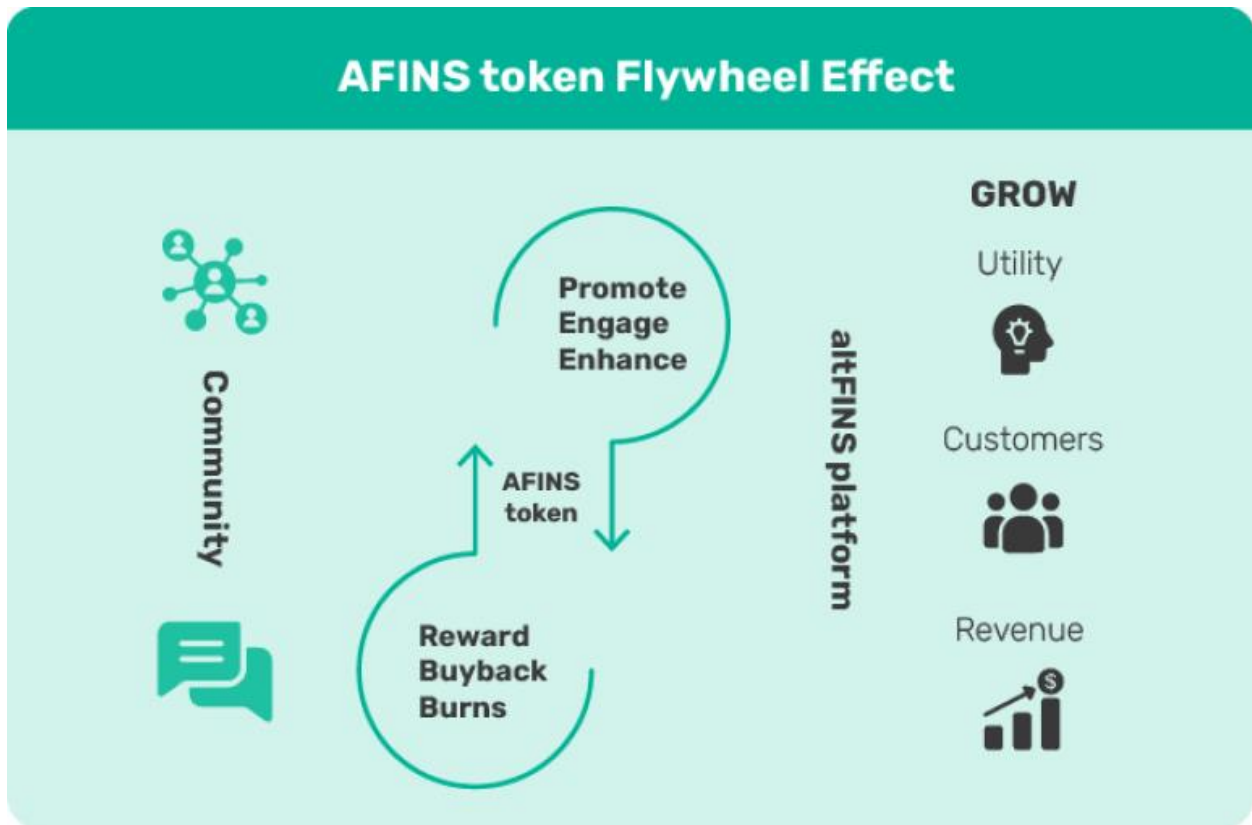 AFINS token Flywheel Effect
Community
Promote
Engage
Enhance
AFINS
token
Reward
Buyback
Burns
altFINS platform
GROW
Utility
Customers
Revenue
$